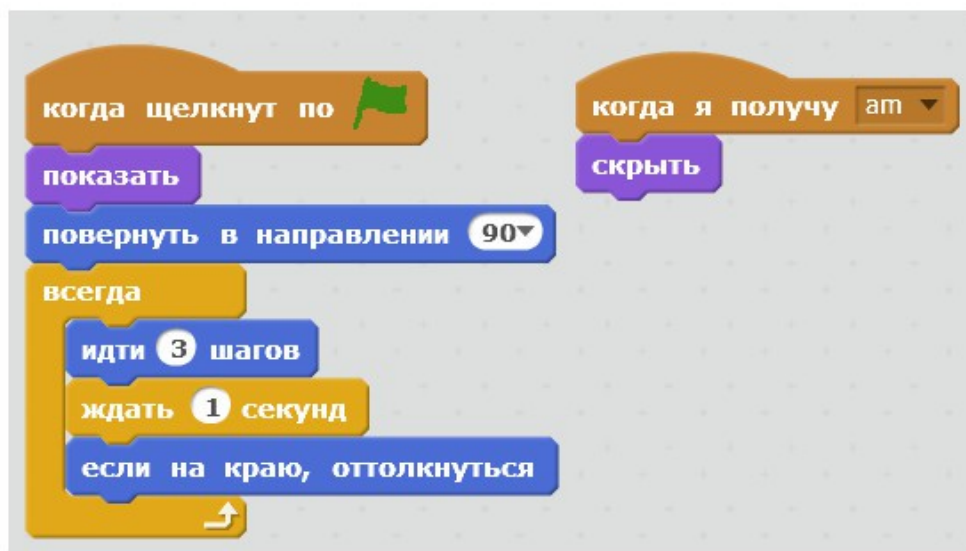 когда щелкнут по
показать
повернуть в направлении 90
всегда
идти 3 шагов
ждать 1 секунд
если на краю, оттолкнуться
когда я получу am
скрыть